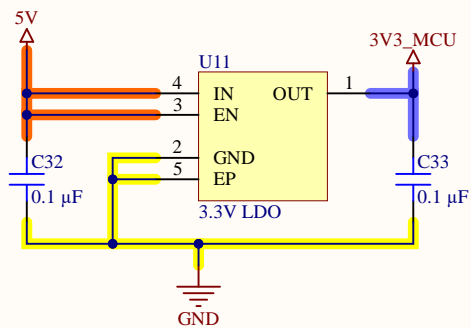 5V
3V3_MCU
U11
4 IN OUT 1
3 EN
C32
2 GND
C33
5 EP
0.1 µF
3.3V LDO
0.1 µF
GND